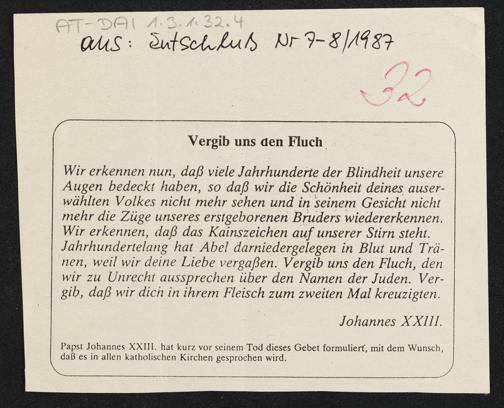 AT-DAI 1.3.1.32.4
aus: Entschluß Nr 7-8/1987
32
Vergib uns den Fluch
Wir erkennen nun, daß viele Jahrhunderte der Blindheit unsere
Augen bedeckt haben, so daß wir die Schönheit deines auser-
wählten Volkes nicht mehr sehen und in seinem Gesicht nicht
mehr die Züge unseres erstgeborenen Bruders wiedererkennen.
Wir erkennen, daß das Kainszeichen auf unserer Stirn steht.
Jahrhundertelang hat Abel darniedergelegen in Blut und Trä-
nen, weil wir deine Liebe vergaßen. Vergib uns den Fluch, den
wir zu Unrecht aussprechen über den Namen der Juden. Ver-
gib, daß wir dich in ihrem Fleisch zum zweiten Mal kreuzigten.
Johannes XXIII.
Papst Johannes XXIII. hat kurz vor seinem Tod dieses Gebet formuliert, mit dem Wunsch,
daß es in allen katholischen Kirchen gesprochen wird.